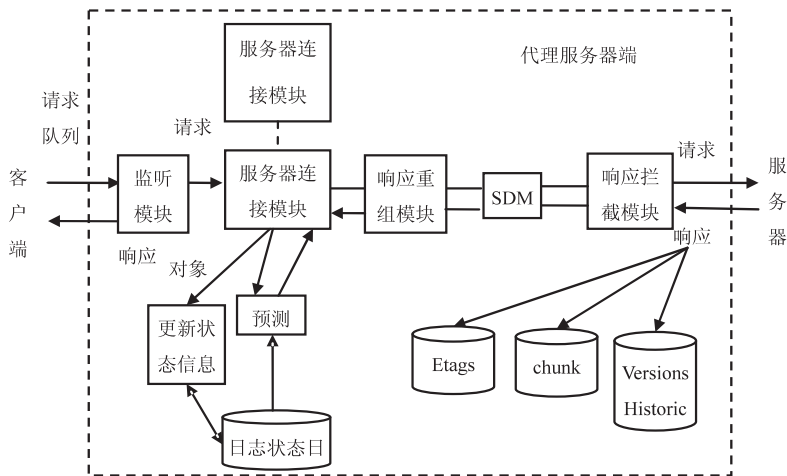 服务器连
接模块
代理服务器端
请求
队列
请求
客
户
端
监听
模块
服务器连
接模块
响应重
组模块
SDM
响应拦
截模块
请求
服
务
器
响应
响应
对象
更新状
态信息
预测
Etags
chunk
Versions
Historic
日志状态日